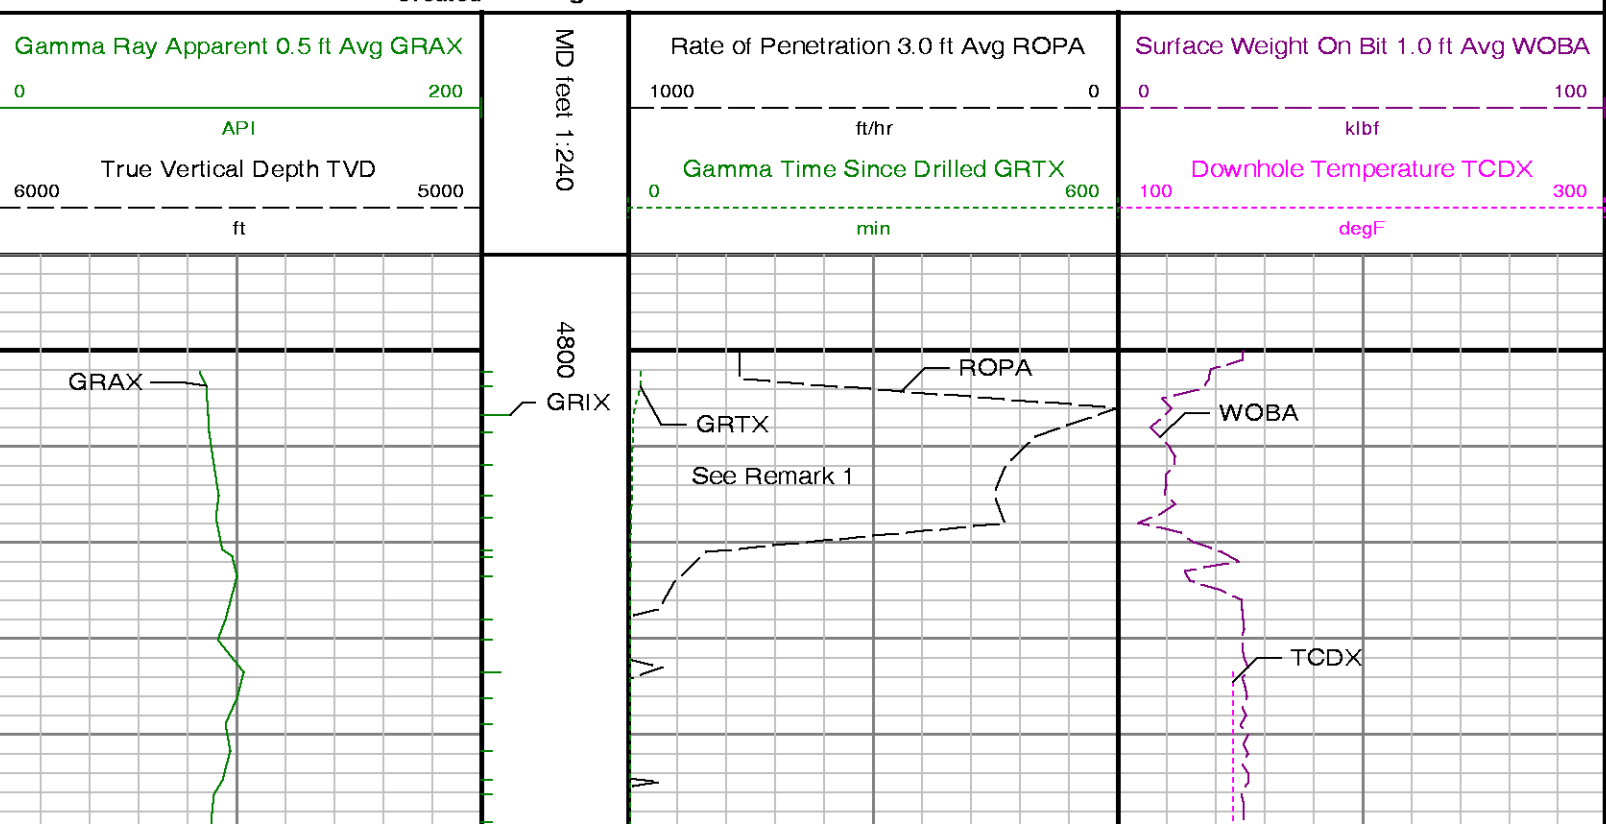 Gamma Ray Apparent 0.5 ft Avg GRAX
0 200
API
True Vertical Depth TVD
6000 5000
ft
MD feet 1:240
Rate of Penetration 3.0 ft Avg ROPA
1000 0
ft/hr
Gamma Time Since Drilled GRTX
0 600
min
Surface Weight On Bit 1.0 ft Avg WOBA
0 100
klbf
Downhole Temperature TCDX
100 300
degF
4800
GRAX
GRIX
ROPA
GRTX
See Remark 1
WOBA
TCDX